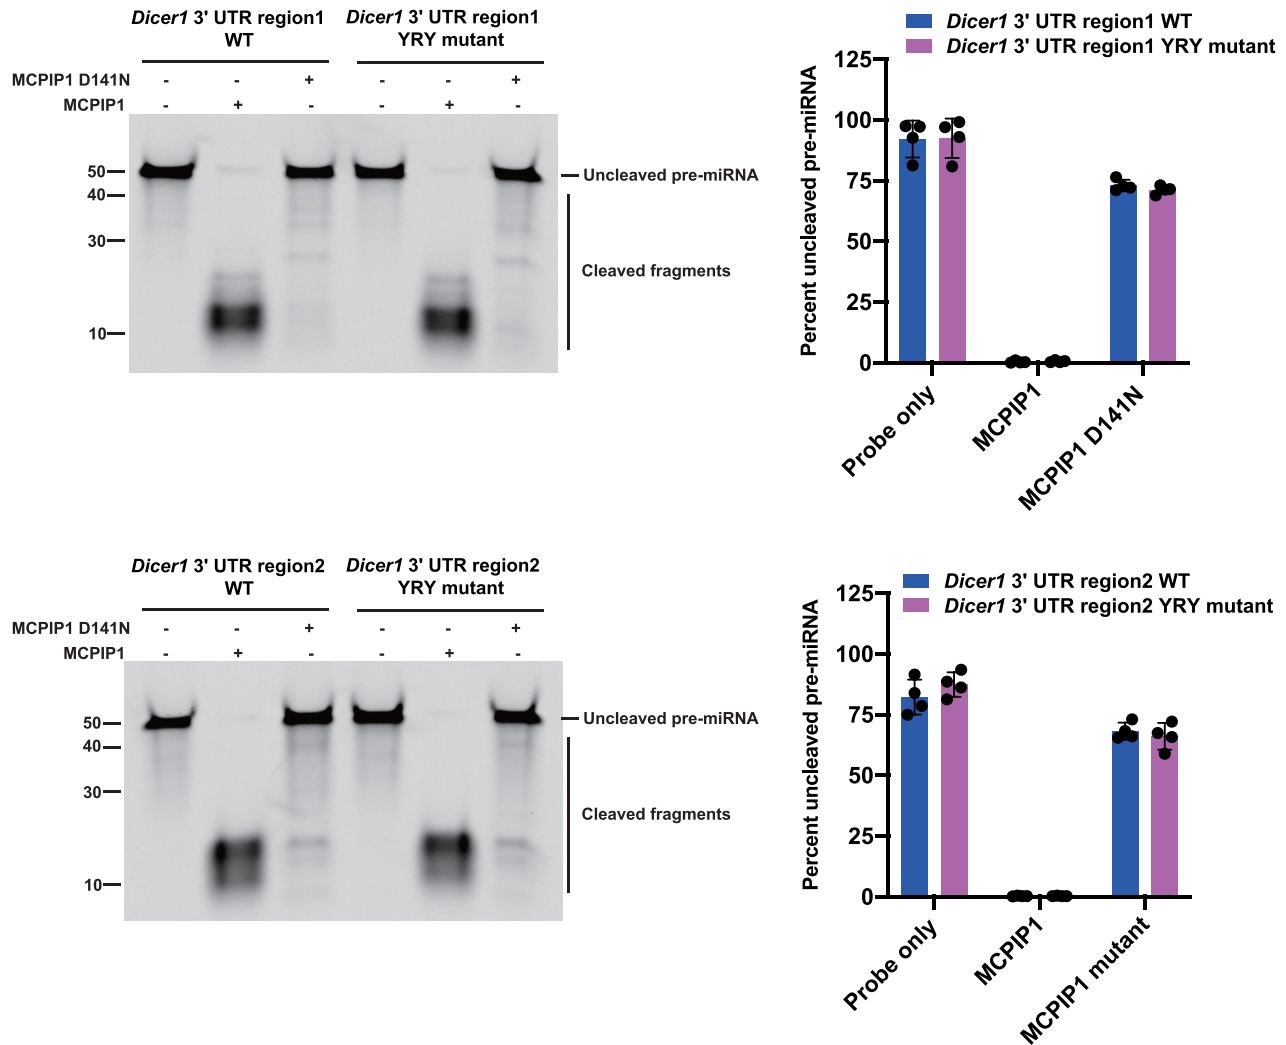 Dicer1 3' UTR region1
WT
Dicer1 3' UTR region1
YRY mutant
MCPIP1 D141N
- - + - - +
MCPIP1
- + - - + -
50
40
30
10
Uncleaved pre-miRNA
Cleaved fragments
Dicer1 3' UTR region1 WT
Dicer1 3' UTR region1 YRY mutant
Percent uncleaved pre-miRNA
125
100
75
50
25
0
Probe only
MCPIP1
MCPIP1 D141N
Dicer1 3' UTR region2
WT
Dicer1 3' UTR region2
YRY mutant
MCPIP1 D141N
- - + - - +
MCPIP1
- + - - + -
50
40
30
10
Uncleaved pre-miRNA
Cleaved fragments
Dicer1 3' UTR region2 WT
Dicer1 3' UTR region2 YRY mutant
Percent uncleaved pre-miRNA
125
100
75
50
25
0
Probe only
MCPIP1
MCPIP1 mutant